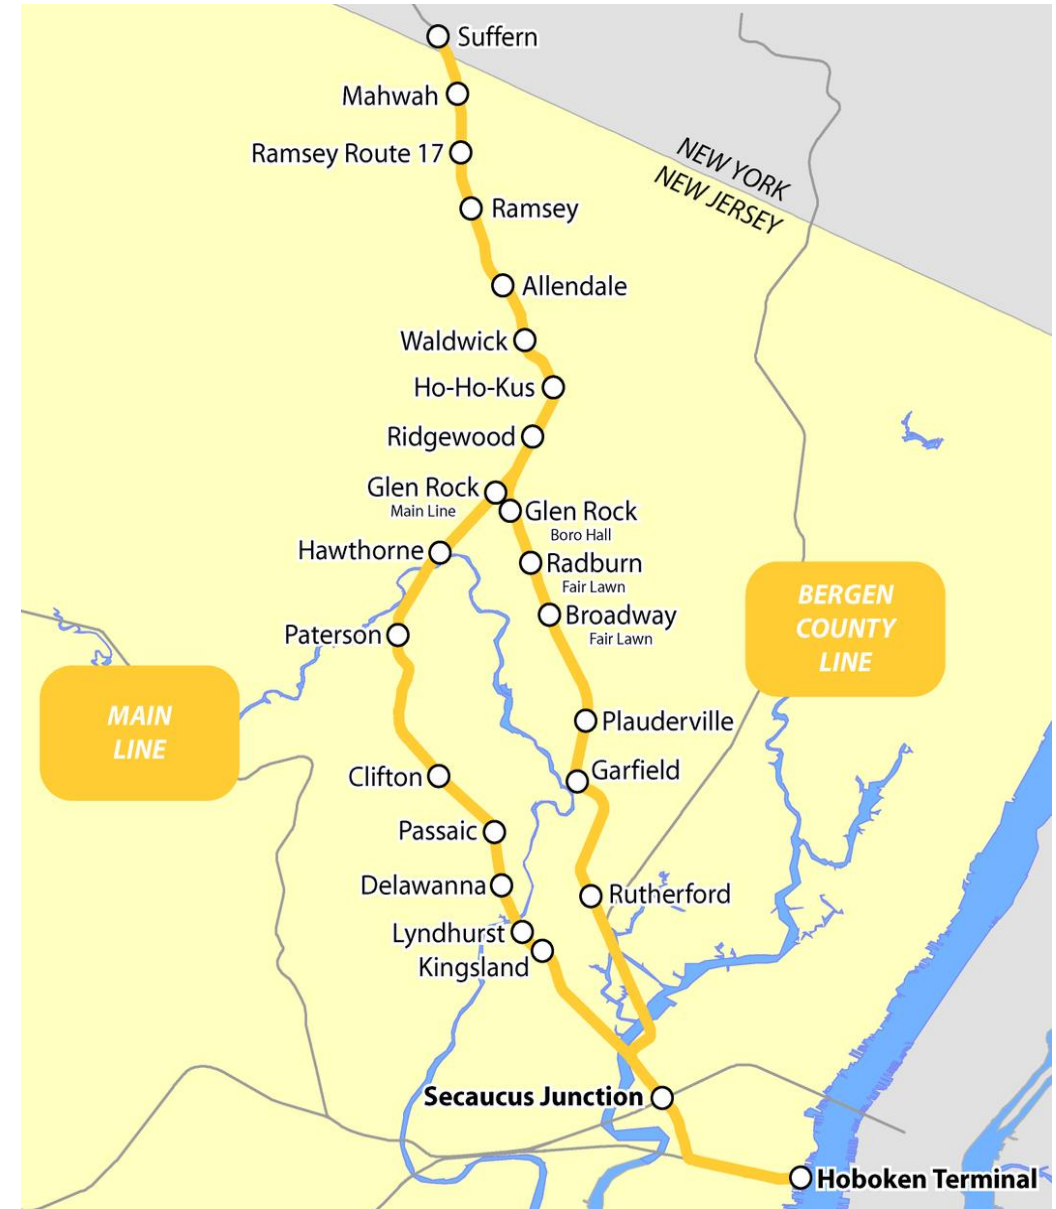 Suffern
Mahwah
Ramsey Route 17
NEW YORK
NEW JERSEY
Ramsey
Allendale
Waldwick
Ho-Ho-Kus
Ridgewood
Glen Rock
Main Line
Glen Rock
Boro Hall
Hawthorne
Radburn
Fair Lawn
Broadway
Fair Lawn
BERGEN
COUNTY
LINE
Paterson
MAIN
LINE
Plauderville
Clifton
Garfield
Passaic
Delawanna
Rutherford
Lyndhurst
Kingsland
Secaucus Junction
Hoboken Terminal